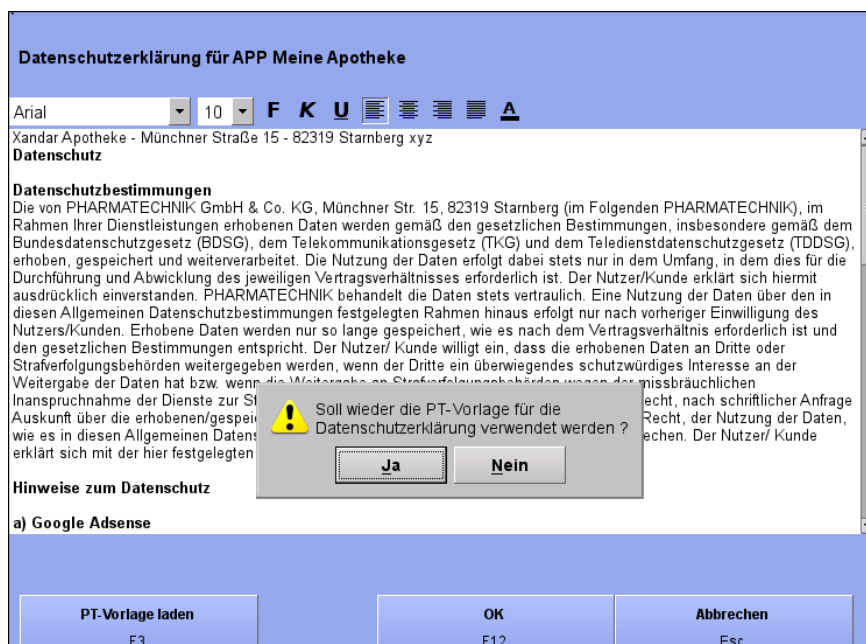 Datenschutzerklärung für APP Meine Apotheke
Arial 10 F K U A
Xandar Apotheke - Münchner Straße 15 - 82319 Starnberg xyz
Datenschutz
Datenschutzbestimmungen
Die von PHARMATECHNIK GmbH & Co. KG, Münchner Str. 15, 82319 Starnberg (im Folgenden PHARMATECHNIK), im
Rahmen Ihrer Dienstleistungen erhobenen Daten werden gemäß den gesetzlichen Bestimmungen, insbesondere gemäß dem
Bundesdatenschutzgesetz (BDSG), dem Telekommunikationsgesetz (TKG) und dem Teledienstdatenschutzgesetz (TDDSG),
erhoben, gespeichert und weiterverarbeitet. Die Nutzung der Daten erfolgt dabei stets nur in dem Umfang, in dem dies für die
Durchführung und Abwicklung des jeweiligen Vertragsverhältnisses erforderlich ist. Der Nutzer/Kunde erklärt sich hiermit
ausdrücklich einverstanden. PHARMATECHNIK behandelt die Daten stets vertraulich. Eine Nutzung der Daten über den in
diesen Allgemeinen Datenschutzbestimmungen festgelegten Rahmen hinaus erfolgt nur nach vorheriger Einwilligung des
Nutzers/Kunden. Erhobene Daten werden nur so lange gespeichert, wie es nach dem Vertragsverhältnis erforderlich ist und
den gesetzlichen Bestimmungen entspricht. Der Nutzer/ Kunde willigt ein, dass die erhobenen Daten an Dritte oder
Strafverfolgungsbehörden weitergegeben werden, wenn der Dritte ein überwiegendes schutzwürdiges Interesse an der
Weitergabe der Daten hat bzw. wenn die Weitergabe an Strafverfolgungsbehörden wegen der missbräuchlichen
Inanspruchnahme der Dienste zur St echt, nach schriftlicher Anfrage
Auskunft über die erhobenen/gespei Recht, der Nutzung der Daten,
wie es in diesen Allgemeinen Datens echen. Der Nutzer/ Kunde
erklärt sich mit der hier festgelegten
Soll wieder die PT-Vorlage für die
Datenschutzerklärung verwendet werden ?
Ja Nein
Hinweise zum Datenschutz
a) Google Adsense
PT-Vorlage laden OK Abbrechen
F3 F12 Esc